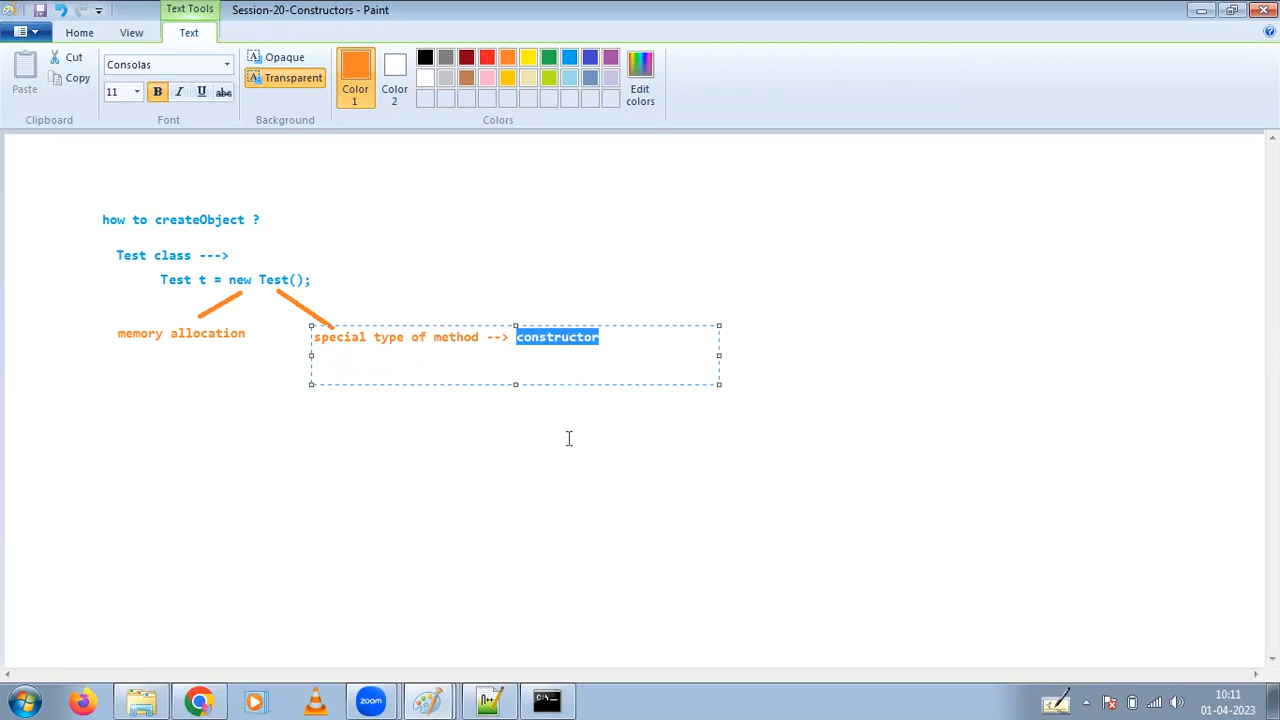 Text Tools
Session-20-Constructors - Paint
Home
View
Text
Paste
Cut
Copy
Clipboard
Consolas
11
B I U abc
Font
Opaque
Transparent
Background
Color 1
Color 2
Edit colors
Colors
how to createObject ?
Test class --->
Test t = new Test();
memory allocation
special type of method --> constructor
zoom
N++
C:\_
10:11
01-04-2023